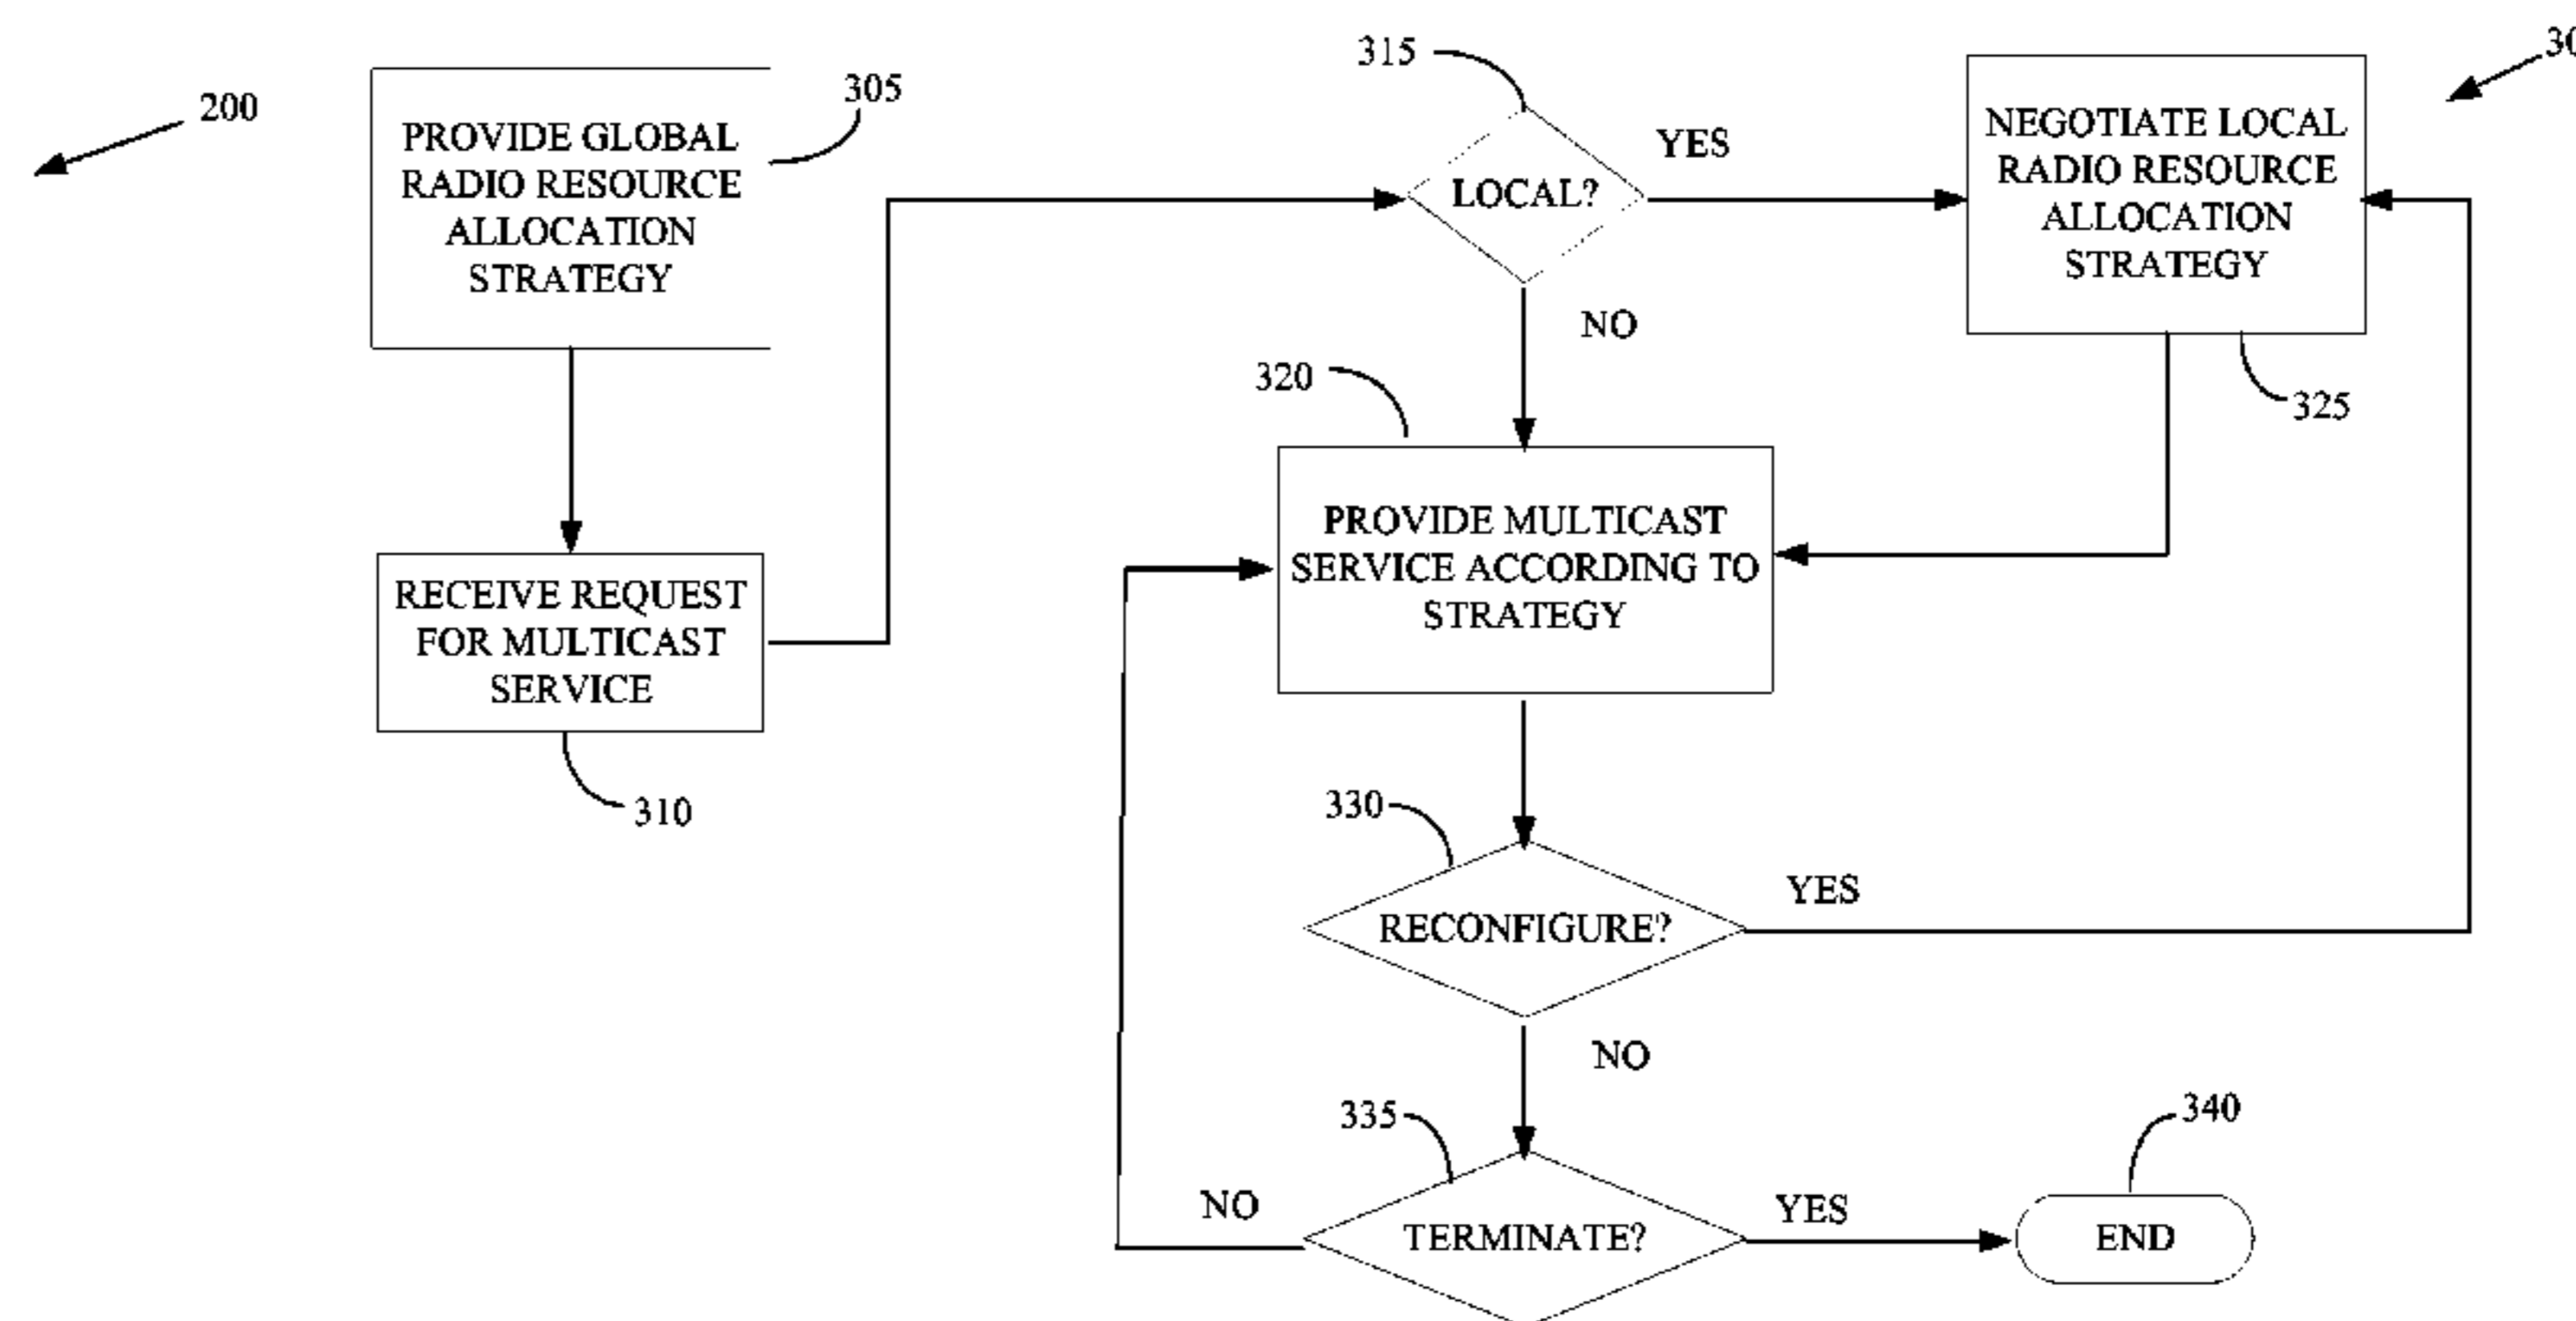 200
PROVIDE GLOBAL
RADIO RESOURCE
ALLOCATION
STRATEGY
305
RECEIVE REQUEST
FOR MULTICAST
SERVICE
310
315
LOCAL?
YES
NO
NEGOTIATE LOCAL
RADIO RESOURCE
ALLOCATION
STRATEGY
325
320
PROVIDE MULTICAST
SERVICE ACCORDING TO
STRATEGY
330
RECONFIGURE?
YES
NO
335
TERMINATE?
NO
YES
340
END